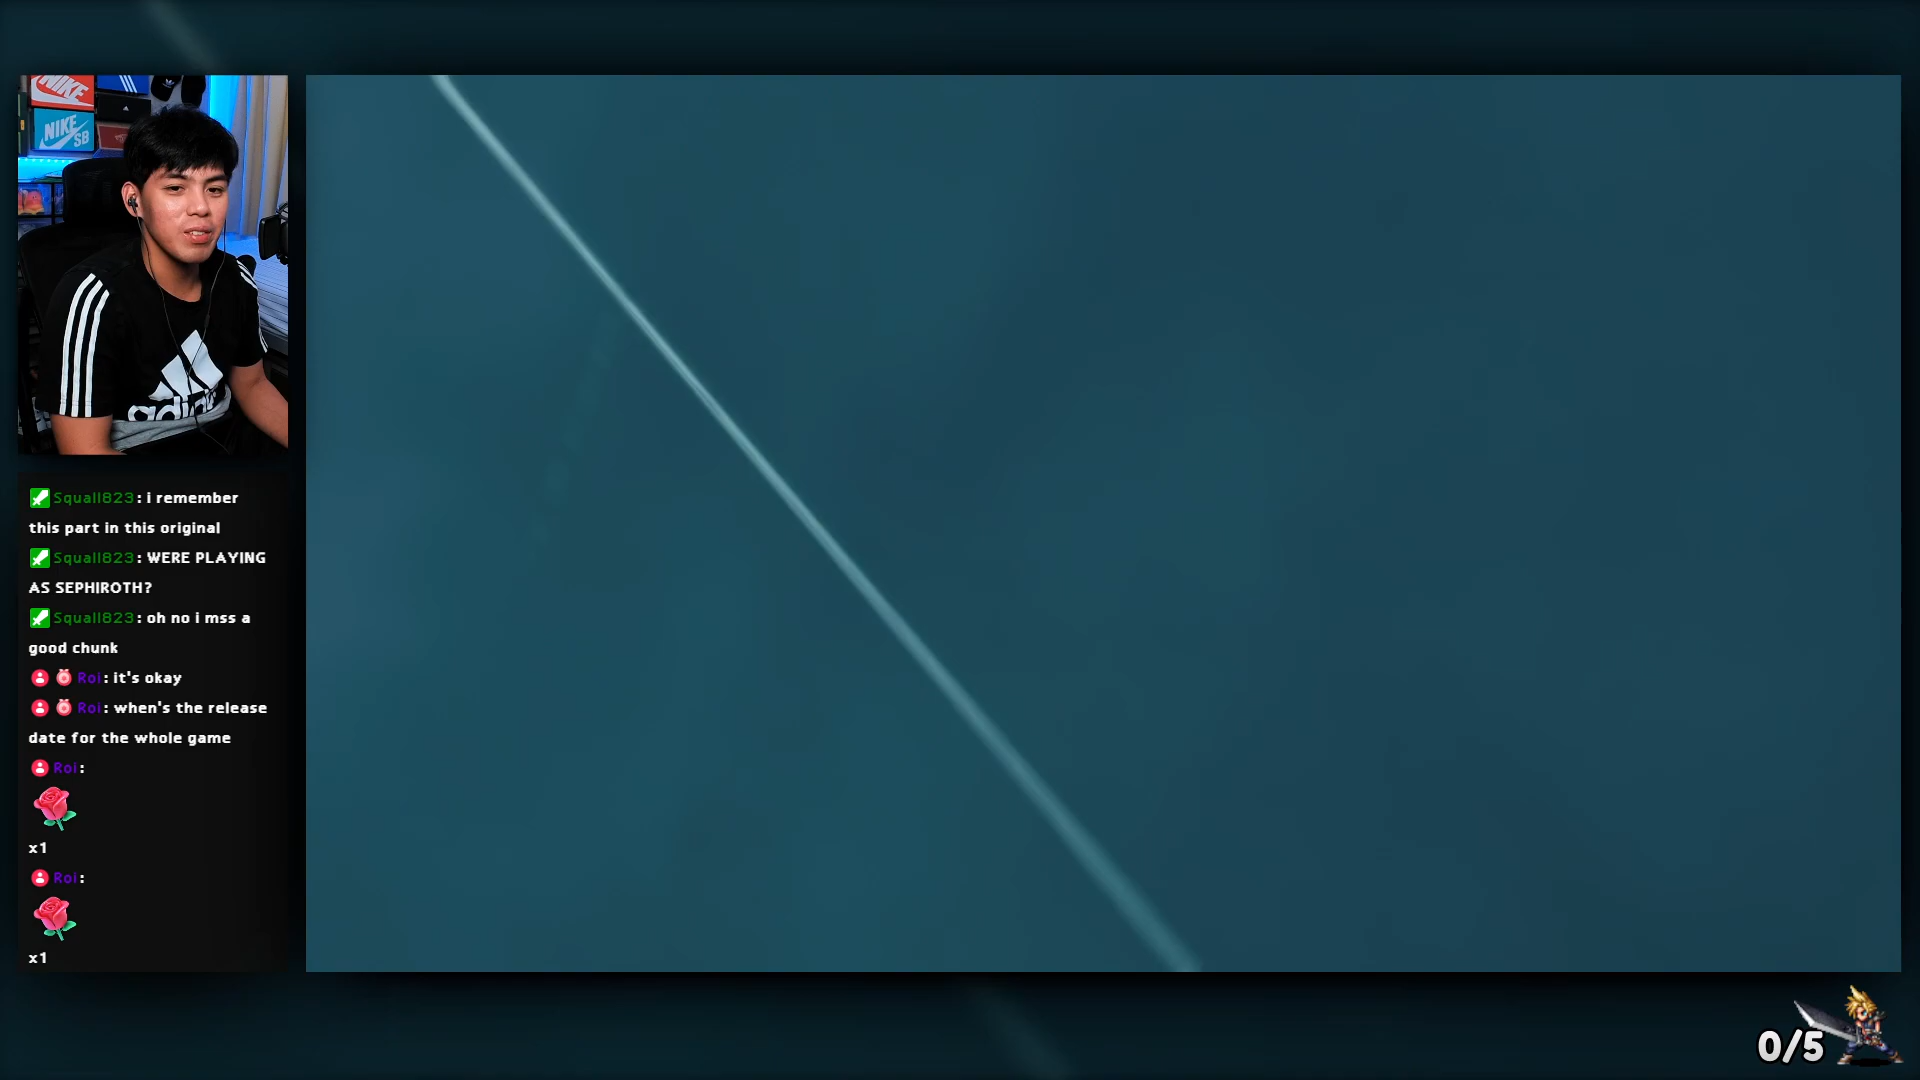 NIKE
NIKE
SB
adidas
Squall823: i remember
this part in this original
Squall823: WERE PLAYING
AS SEPHIROTH?
Squall823: oh no i mss a
good chunk
Roi: it's okay
Roi: when's the release
date for the whole game
Roi:
x1
Roi:
x1
0/5